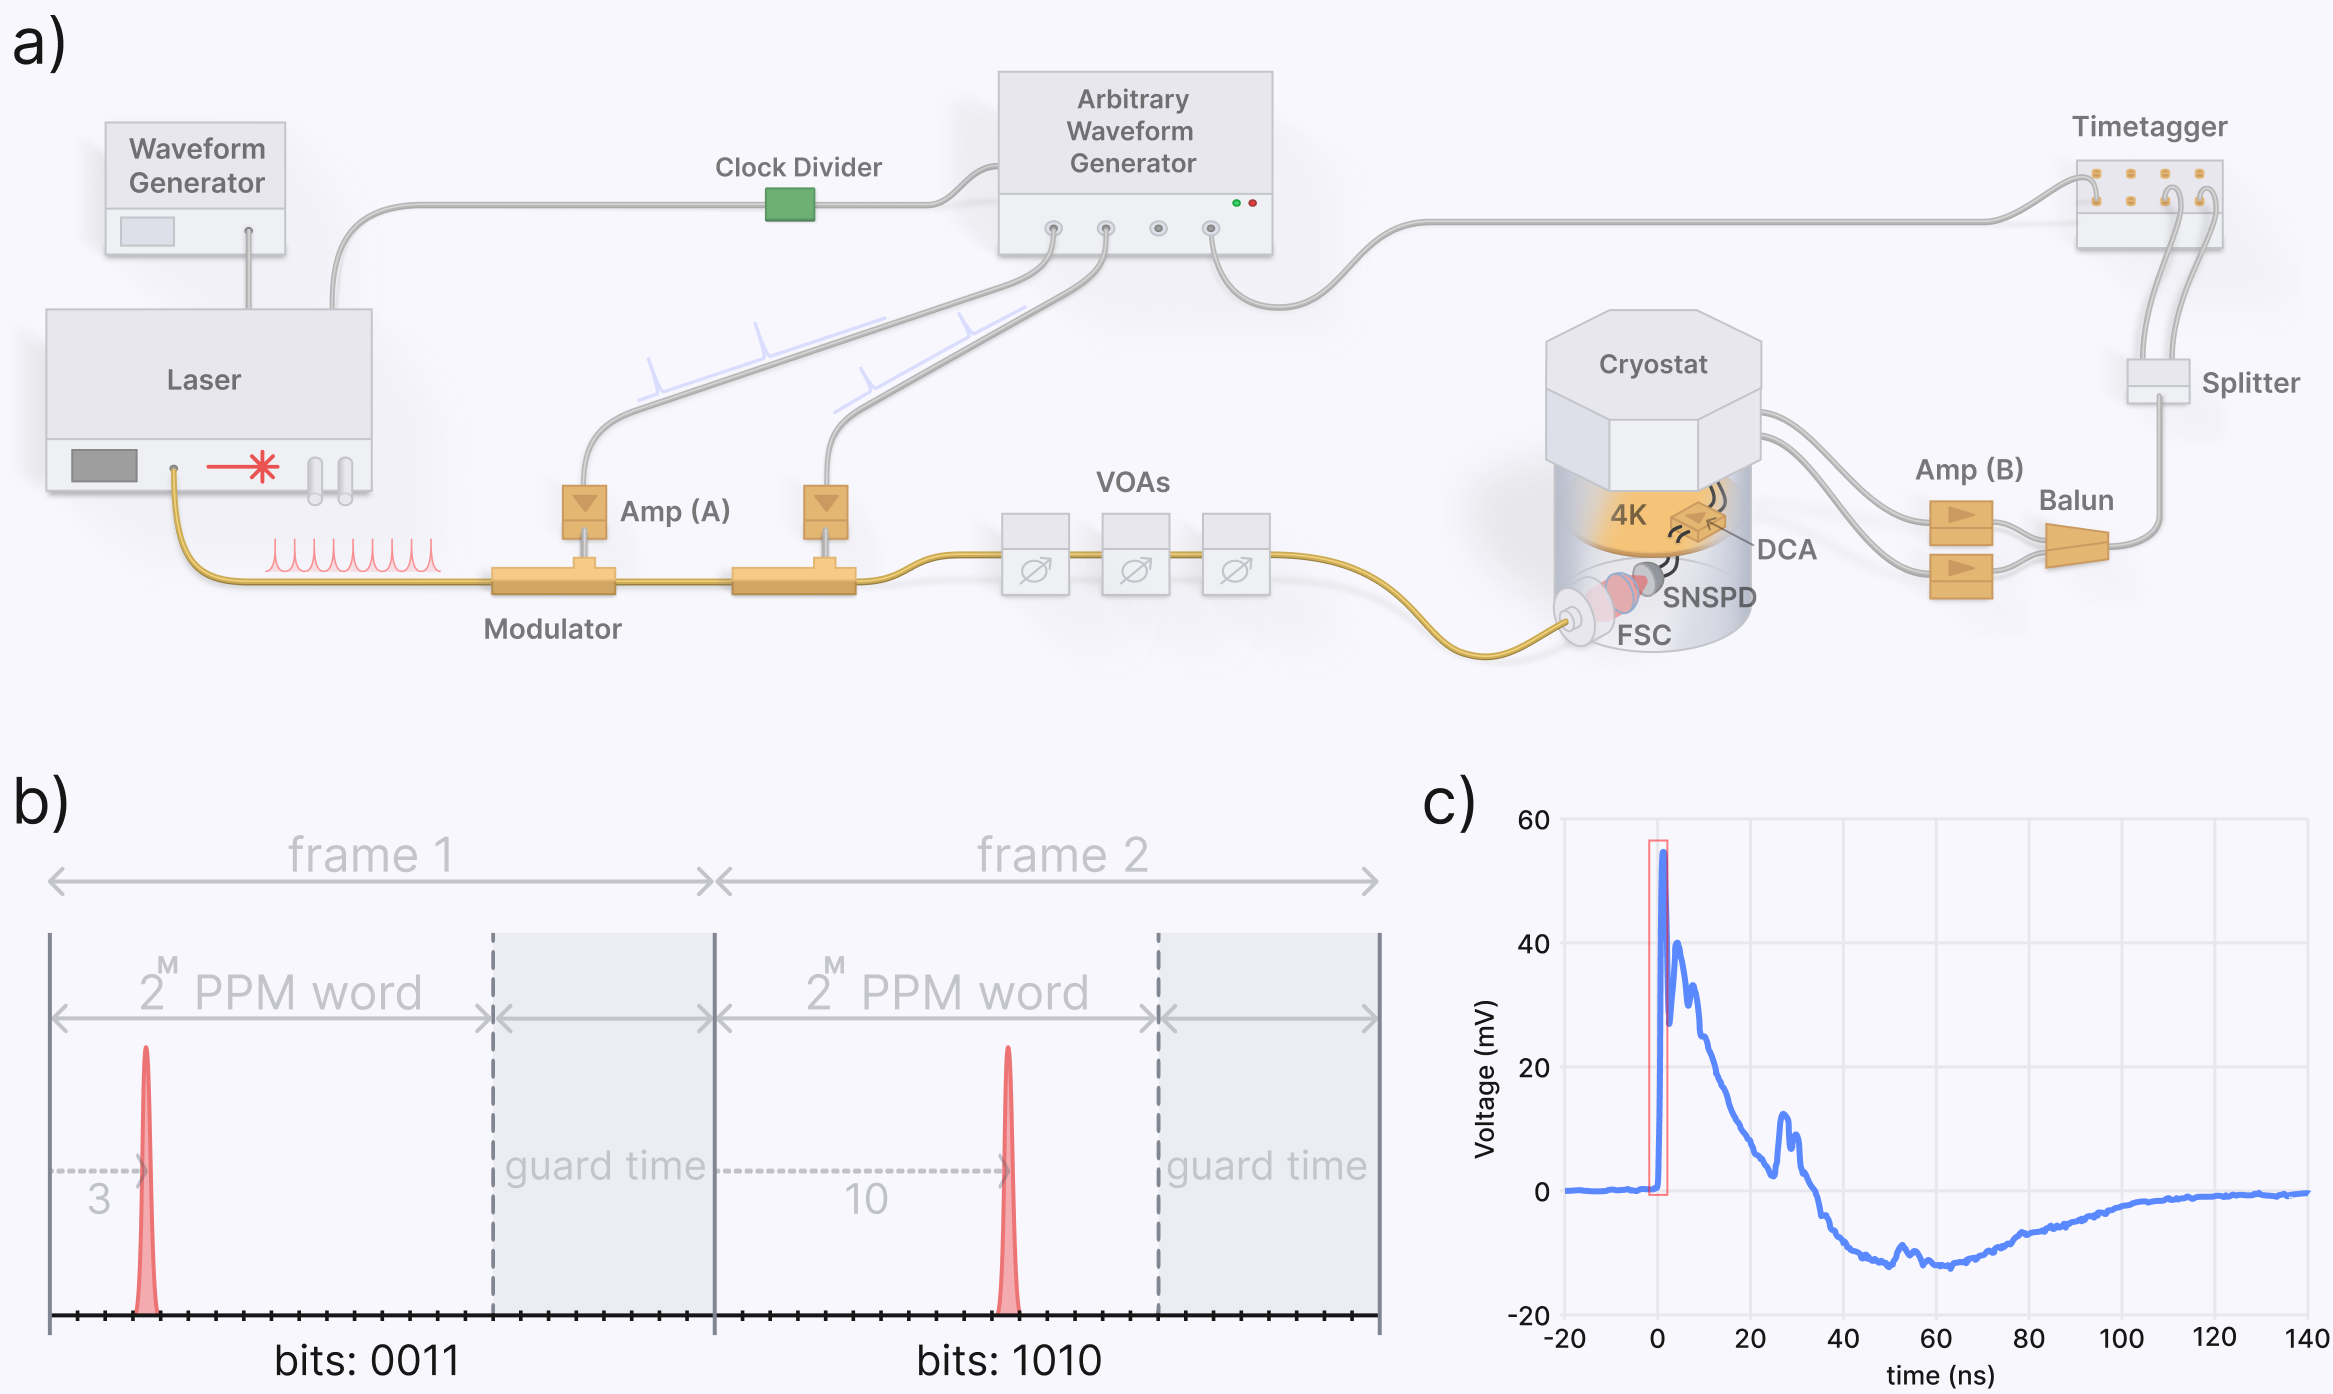 a)
Waveform
Generator
Clock Divider
Arbitrary
Waveform
Generator
Timetagger
Laser
Cryostat
Splitter
Amp (A)
VOAs
4K
Amp (B)
Balun
DCA
SNSPD
FSC
Modulator
b)
frame 1
frame 2
2^M PPM word
2^M PPM word
guard time
guard time
3
10
bits: 0011
bits: 1010
c)
60
40
20
0
-20
Voltage (mV)
-20 0 20 40 60 80 100 120 140
time (ns)